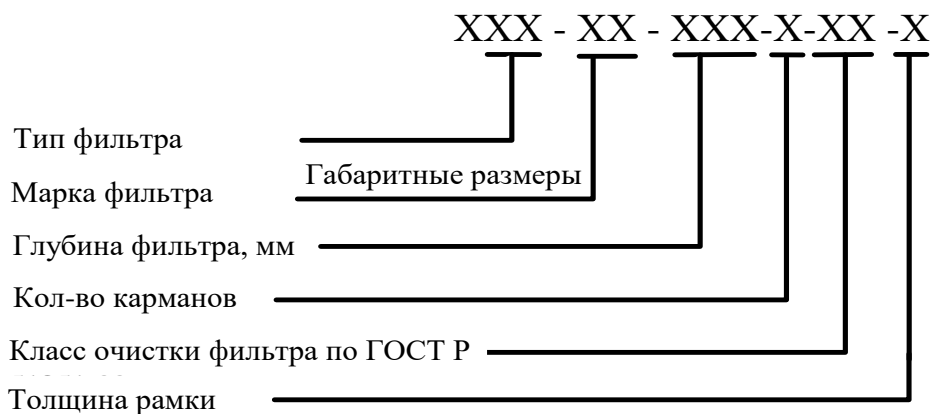 XXX - XX - XXX-X-XX -X
Тип фильтра
Габаритные размеры
Марка фильтра
Глубина фильтра, мм
Кол-во карманов
Класс очистки фильтра по ГОСТ Р
Толщина рамки